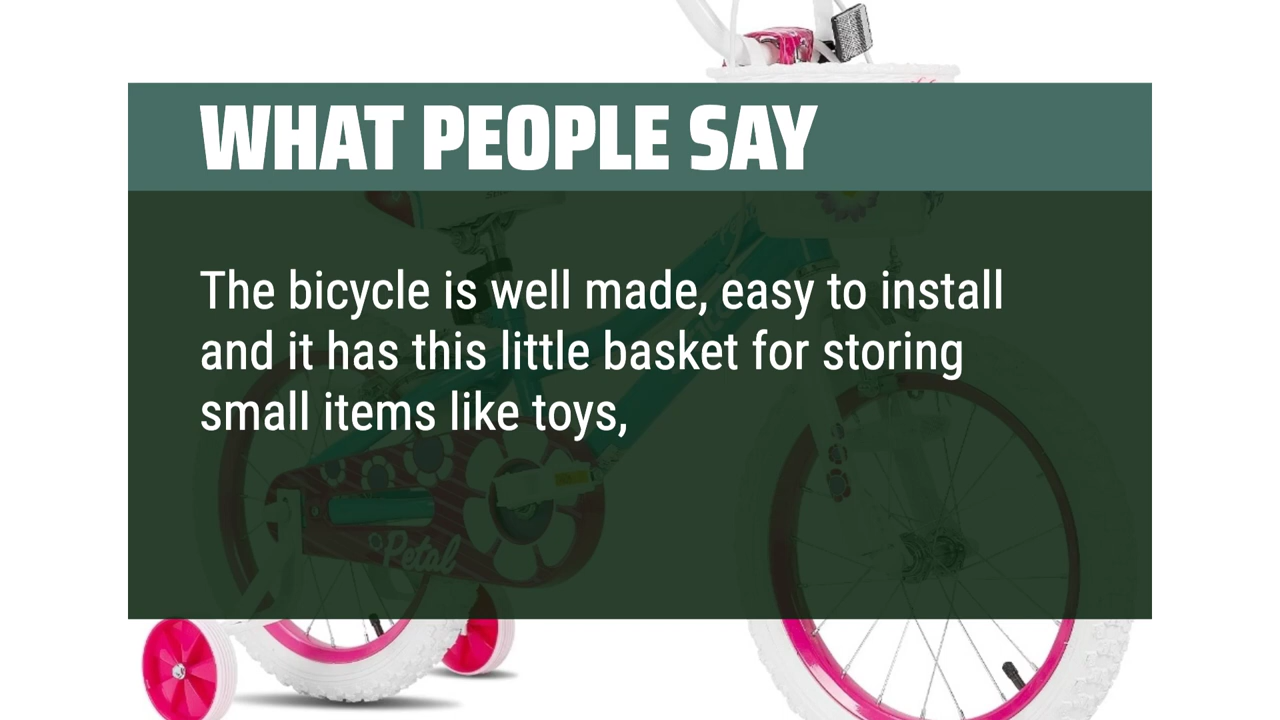 WHAT PEOPLE SAY
The bicycle is well made, easy to install
and it has this little basket for storing
small items like toys,
Petal